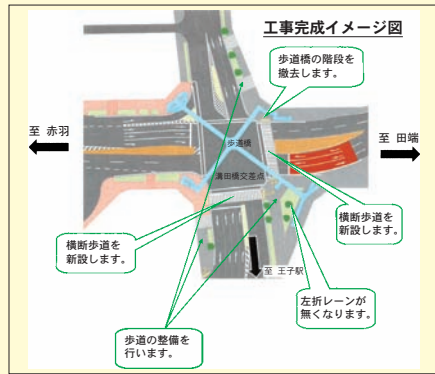 工事完成イメージ図
歩道橋の階段を
撤去します。
至 赤羽
至 田端
歩道橋
溝田橋交差点
横断歩道を
新設します。
横断歩道を
新設します。
至 王子駅
左折レーンが
無くなります。
歩道の整備を
行います。